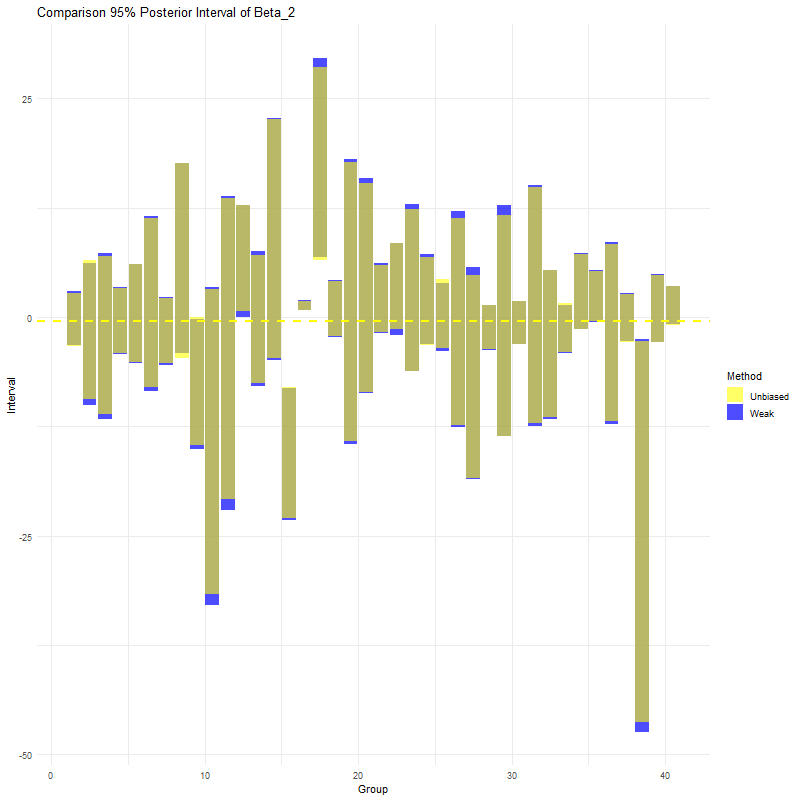 Comparison 95% Posterior Interval of Beta_2
Interval
25
0
-25
-50
0
10
20
30
40
Group
Method
Unbiased
Weak